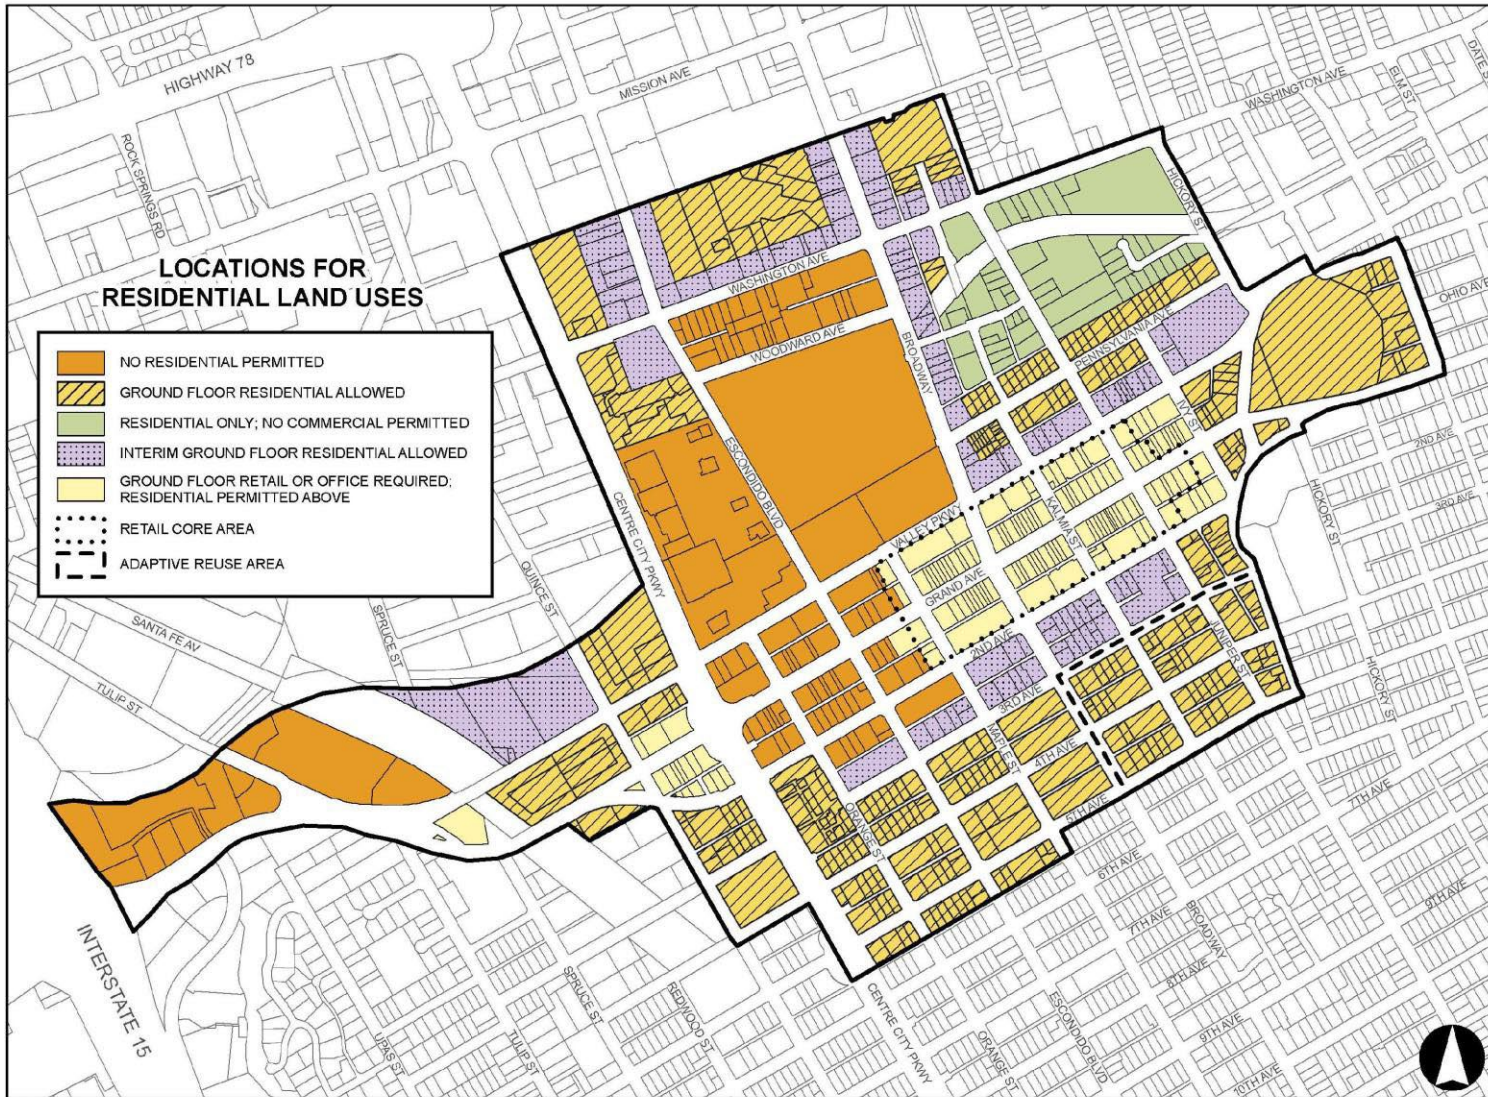 HIGHWAY 78
MISSION AVE
WASHINGTON AVE
ELM ST
ROCK SPRINGS RD
HICKORY ST
LOCATIONS FOR
RESIDENTIAL LAND USES
NO RESIDENTIAL PERMITTED
GROUND FLOOR RESIDENTIAL ALLOWED
RESIDENTIAL ONLY; NO COMMERCIAL PERMITTED
INTERIM GROUND FLOOR RESIDENTIAL ALLOWED
GROUND FLOOR RETAIL OR OFFICE REQUIRED;
RESIDENTIAL PERMITTED ABOVE
RETAIL CORE AREA
ADAPTIVE REUSE AREA
WASHINGTON AVE
WOODWARD AVE
BROADWAY
PENNSYLVANIA AVE
OHIO AVE
IVY ST
ESCONDIDO BLVD
CENTRE CITY PKWY
VALLEY PKWY
KALMIA ST
GRAND AVE
2ND AVE
HICKORY ST
3RD AVE
QUINCE ST
SPRUCE ST
SANTA FE AV
TULIP ST
2ND AVE
3RD AVE
MAPLE ST
4TH AVE
5TH AVE
JUNIPER ST
HICKORY ST
ORANGE ST
6TH AVE
7TH AVE
7TH AVE
8TH AVE
9TH AVE
9TH AVE
10TH AVE
BROADWAY
INTERSTATE 15
UPAS ST
TULIP ST
SPRUCE ST
REDWOOD ST
CENTRE CITY PKWY
ORANGE ST
ESCONDIDO BLVD